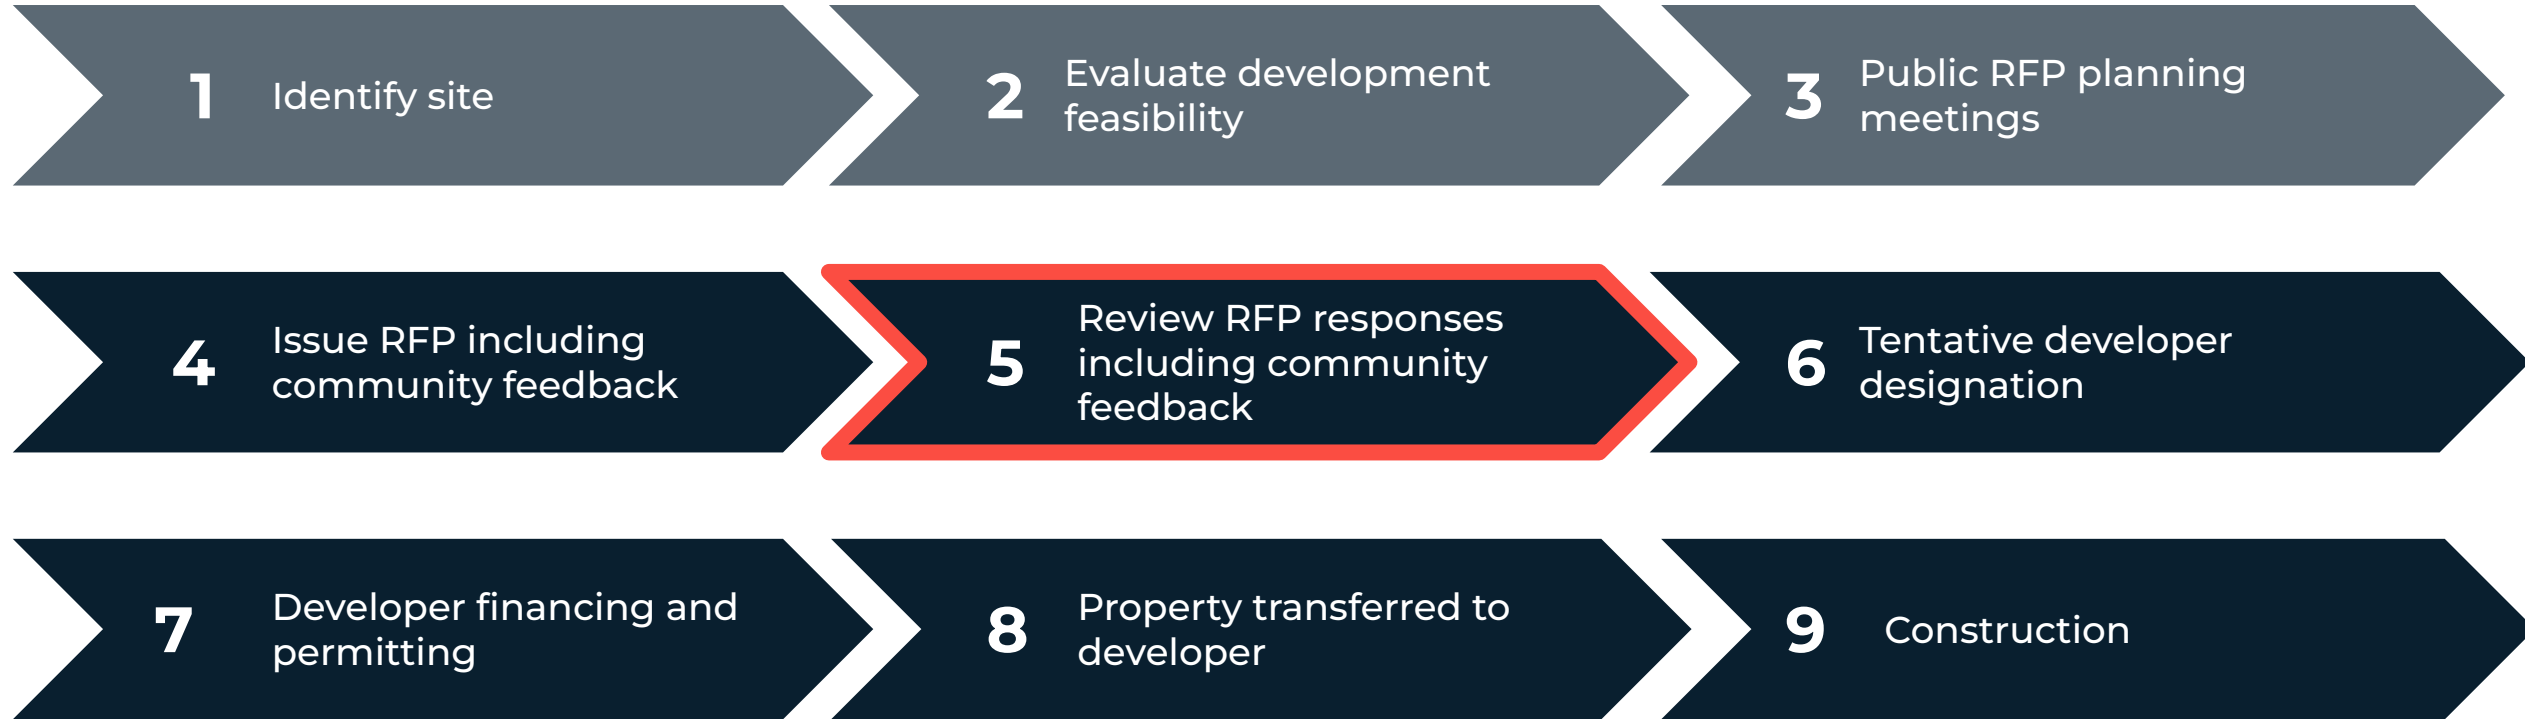 1
Identify site
2
Evaluate development
feasibility
3
Public RFP planning
meetings
4
Issue RFP including
community feedback
5
Review RFP responses
including community
feedback
6
Tentative developer
designation
7
Developer financing and
permitting
8
Property transferred to
developer
9
Construction